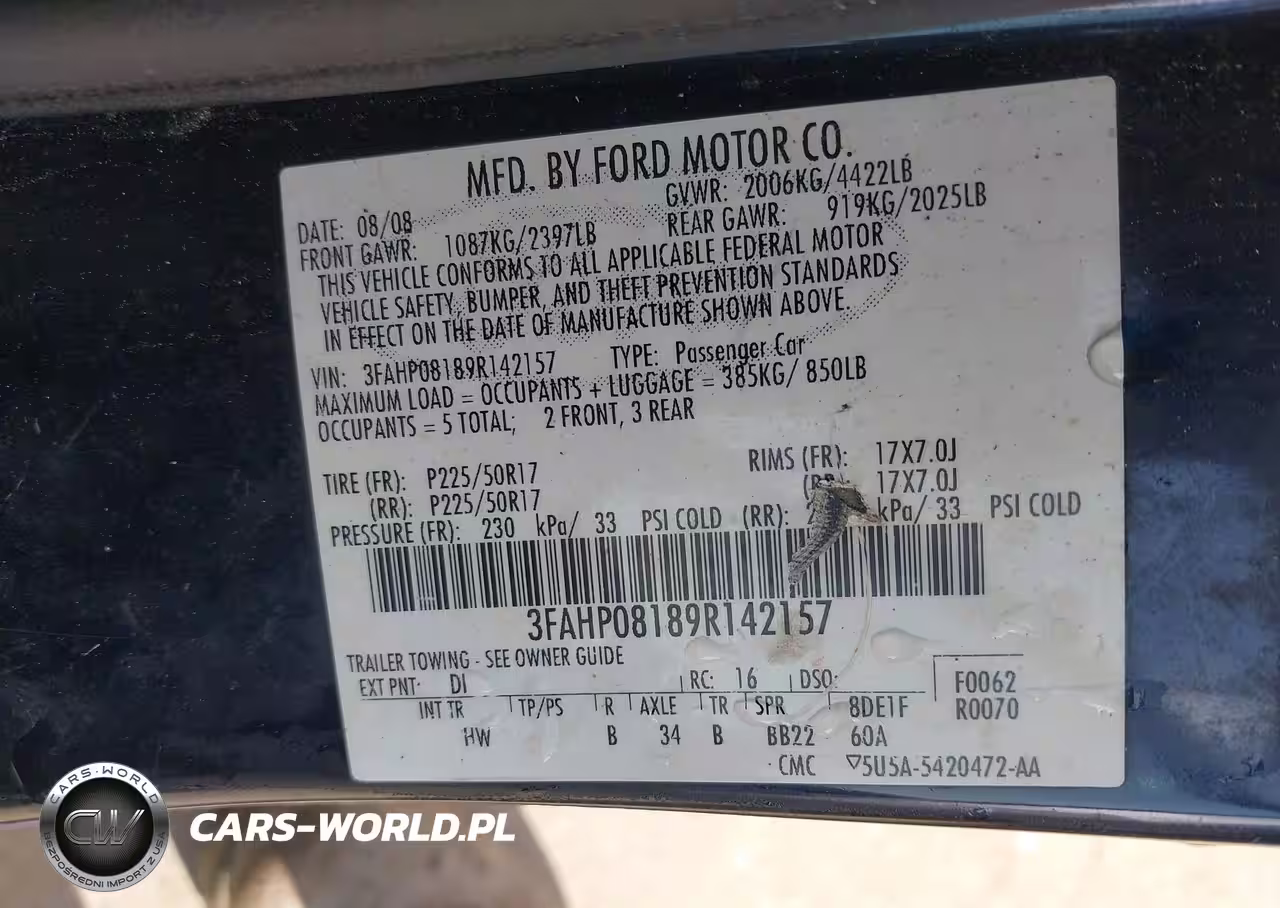 MFD. BY FORD MOTOR CO.
DATE: 08/08 GVWR: 2006KG/4422LB
FRONT GAWR: 1087KG/2397LB REAR GAWR: 919KG/2025LB
THIS VEHICLE CONFORMS TO ALL APPLICABLE FEDERAL MOTOR
VEHICLE SAFETY, BUMPER, AND THEFT PREVENTION STANDARDS
IN EFFECT ON THE DATE OF MANUFACTURE SHOWN ABOVE.
VIN: 3FAHP08189R142157 TYPE: Passenger Car
MAXIMUM LOAD = OCCUPANTS + LUGGAGE = 385KG/ 850LB
OCCUPANTS = 5 TOTAL; 2 FRONT, 3 REAR
TIRE (FR): P225/50R17 RIMS (FR): 17X7.0J
(RR): P225/50R17 17X7.0J
PRESSURE (FR): 230 kPa/ 33 PSI COLD (RR): kPa/ 33 PSI COLD
3FAHP08189R142157
TRAILER TOWING - SEE OWNER GUIDE
EXT PNT: DI RC: 16 DSO: F0062
INT TR TP/PS R AXLE TR SPR 8DE1F R0070
HW B 34 B BB22 60A
CMC ▽5U5A-5420472-AA
CARS-WORLD
CW
BEZPOŚREDNI IMPORT Z USA
CARS-WORLD.PL